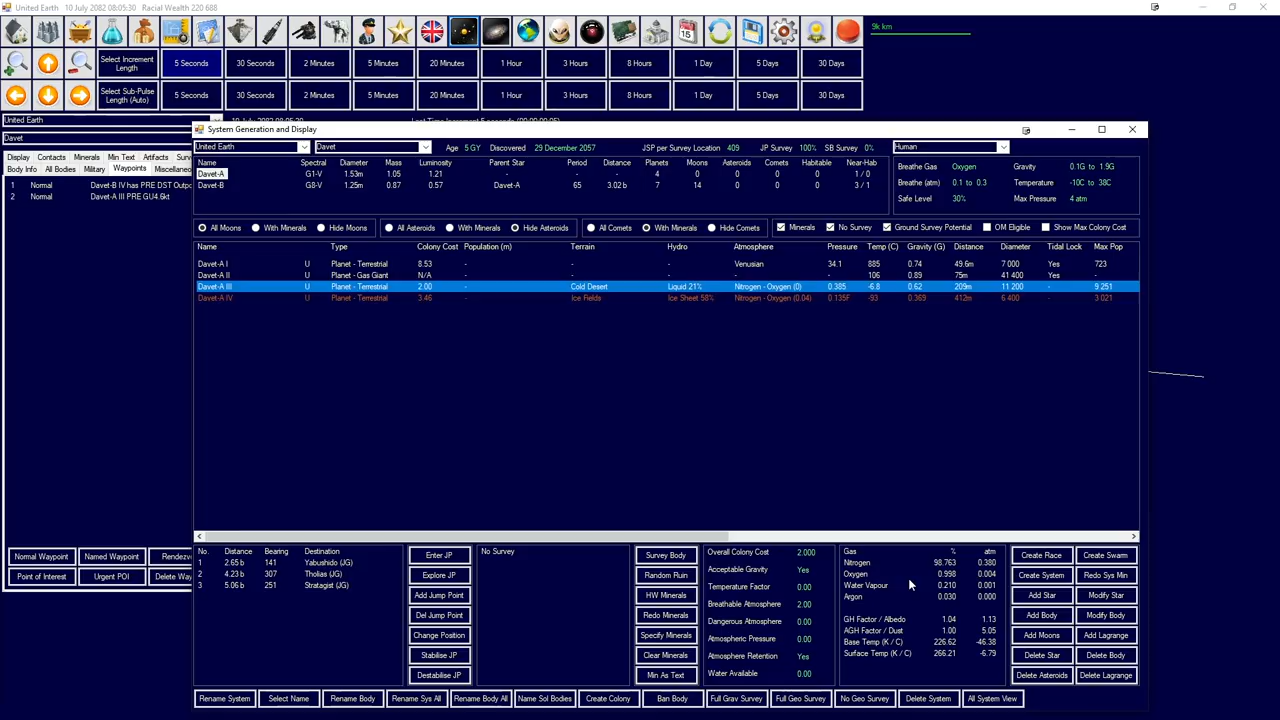 United Earth   10 July 2082 08:05:30   Racial Wealth 220 688
9k km
Select Increment Length   5 Seconds   30 Seconds   2 Minutes   5 Minutes   20 Minutes   1 Hour   3 Hours   8 Hours   1 Day   5 Days   30 Days
Select Sub-Pulse Length (Auto)   5 Seconds   30 Seconds   2 Minutes   5 Minutes   20 Minutes   1 Hour   3 Hours   8 Hours   1 Day   5 Days   30 Days
United Earth
Davet
Display   Contacts   Minerals   Min Text   Artifacts
Body Info   All Bodies   Military   Waypoints   Miscellaneou
1   Normal   Davet-B IV has PRE DST Outpo
2   Normal   Davet-A III PRE GU4.6kt
Normal Waypoint   Named Waypoint
Point of Interest   Urgent POI
System Generation and Display
United Earth   Davet   Age   5 GY   Discovered   29 December 2057   JSP per Survey Location   409   JP Survey   100%   SB Survey   0%   Human
Name   Spectral   Diameter   Mass   Luminosity   Parent Star   Period   Distance   Planets   Moons   Asteroids   Comets   Habitable   Near-Hab
Davet-A   G1-V   1.53m   1.05   1.21   -   -   -   4   0   0   0   0   1 / 0
Davet-B   G8-V   1.25m   0.87   0.57   Davet-A   65   3.02 b   7   14   0   0   0   3 / 1
Breathe Gas   Oxygen   Gravity   0.1G to 1.9G
Breathe (atm)   0.1 to 0.3   Temperature   -10C to 38C
Safe Level   30%   Max Pressure   4 atm
All Moons   With Minerals   Hide Moons   All Asteroids   With Minerals   Hide Asteroids   All Comets   With Minerals   Hide Comets   Minerals   No Survey   Ground Survey Potential   OM Eligible   Show Max Colony Cost
Name   Type   Colony Cost   Population (m)   Terrain   Hydro   Atmosphere   Pressure   Temp (C)   Gravity (G)   Distance   Diameter   Tidal Lock   Max Pop
Davet-A I   U   Planet - Terrestrial   8.53   -   -   -   Venusian   34.1   885   0.74   49.6m   7 000   Yes   723
Davet-A II   U   Planet - Gas Giant   N/A   -   -   -   -   -   106   0.89   75m   41 400   Yes   -
Davet-A III   U   Planet - Terrestrial   2.00   -   Cold Desert   Liquid 21%   Nitrogen - Oxygen (0)   0.385   -6.8   0.62   209m   11 200   -   9 251
Davet-A IV   U   Planet - Terrestrial   3.46   -   Ice Fields   Ice Sheet 58%   Nitrogen - Oxygen (0.04)   0.135F   -93   0.369   412m   6 400   -   3 021
No.   Distance   Bearing   Destination
1   2.65 b   141   Yabushido (JG)
2   4.23 b   307   Tholias (JG)
3   5.06 b   251   Stratagist (JG)
Enter JP
Explore JP
Add Jump Point
Del Jump Point
Change Position
Stabilise JP
Destabilise JP
No Survey
Survey Body
Random Ruin
HW Minerals
Redo Minerals
Specify Minerals
Clear Minerals
Min As Text
Overall Colony Cost   2.000
Acceptable Gravity   Yes
Temperature Factor   0.00
Breathable Atmosphere   2.00
Dangerous Atmosphere   0.00
Atmospheric Pressure   0.00
Atmosphere Retention   Yes
Water Available   0.00
Gas   %   atm
Nitrogen   98.763   0.380
Oxygen   0.998   0.004
Water Vapour   0.210   0.001
Argon   0.030   0.000
GH Factor / Albedo   1.04   1.13
AGH Factor / Dust   1.00   5.05
Base Temp (K / C)   226.62   -46.38
Surface Temp (K / C)   266.21   -6.79
Create Race   Create Swarm
Create System   Redo Sys Min
Add Star   Modify Star
Add Body   Modify Body
Add Moons   Add Lagrange
Delete Star   Delete Body
Delete Asteroids   Delete Lagrange
Rename System   Select Name   Rename Body   Rename Sys All   Rename Body All   Name Sol Bodies   Create Colony   Ban Body   Full Grav Survey   Full Geo Survey   No Geo Survey   Delete System   All System View